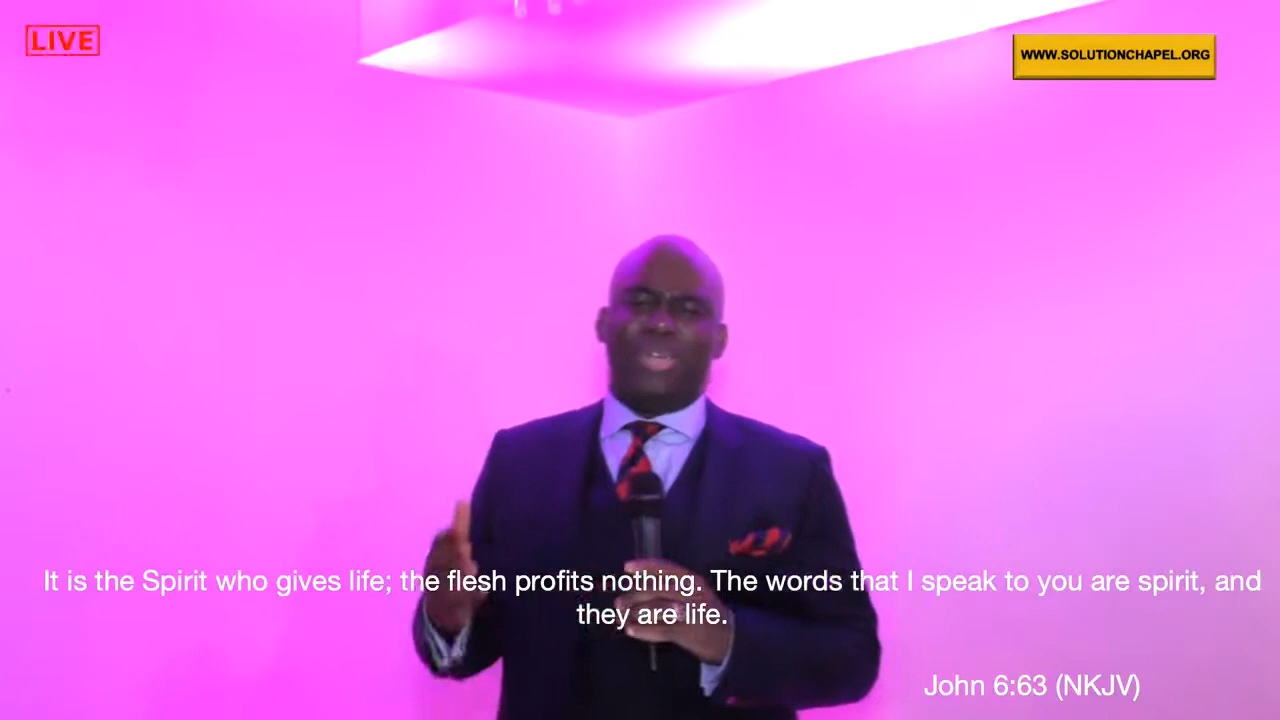 LIVE
WWW.SOLUTIONCHAPEL.ORG
It is the Spirit who gives life; the flesh profits nothing. The words that I speak to you are spirit, and
they are life.
John 6:63 (NKJV)